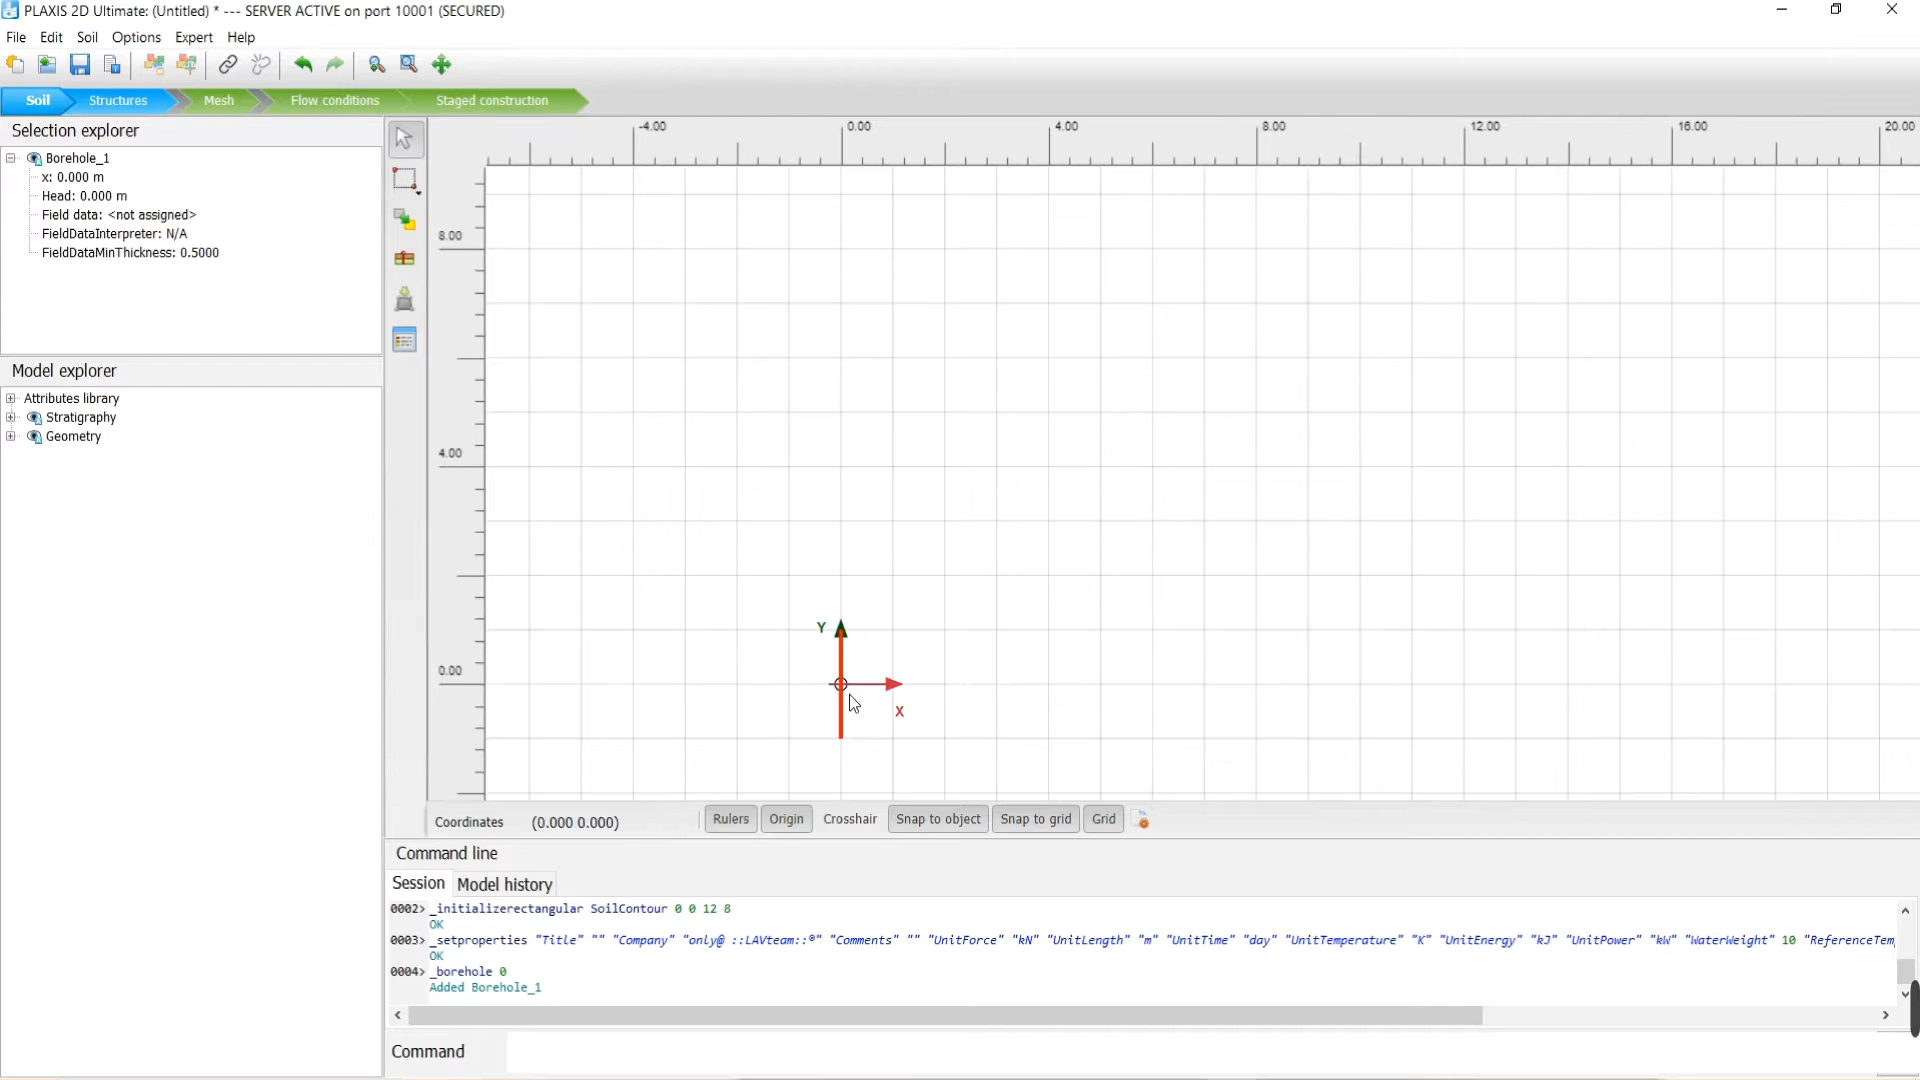 PLAXIS 2D Ultimate: (Untitled) * --- SERVER ACTIVE on port 10001 (SECURED)
File Edit Soil Options Expert Help
Soil Structures Mesh Flow conditions Staged construction
Selection explorer
Borehole_1
x: 0.000 m
Head: 0.000 m
Field data: <not assigned>
FieldDataInterpreter: N/A
FieldDataMinThickness: 0.5000
Model explorer
Attributes library
Stratigraphy
Geometry
-4.00 0.00 4.00 8.00 12.00 16.00 20.00
8.00
4.00
0.00
Y
X
Coordinates (0.000 0.000) Rulers Origin Crosshair Snap to object Snap to grid Grid
Command line
Session Model history
0002> _initializerectangular SoilContour 0 0 12 8
OK
0003> _setproperties "Title" "" "Company" "only@ ::LAVteam::®" "Comments" "" "UnitForce" "kN" "UnitLength" "m" "UnitTime" "day" "UnitTemperature" "K" "UnitEnergy" "kJ" "UnitPower" "kW" "WaterWeight" 10 "ReferenceTem
OK
0004> _borehole 0
Added Borehole_1
Command